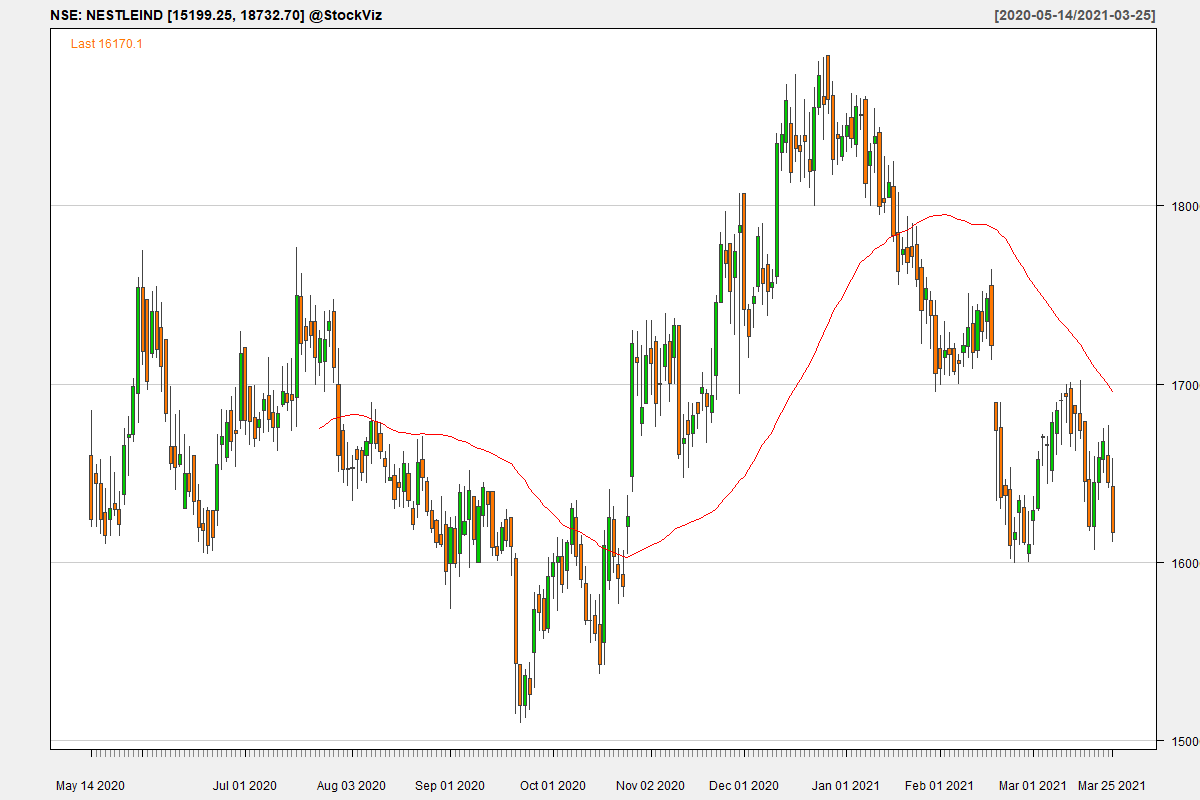 NSE: NESTLEIND [15199.25, 18732.70] @StockViz [2020-05-14/2021-03-25]
Last 16170.1
1800
1700
1600
1500
May 14 2020 Jul 01 2020 Aug 03 2020 Sep 01 2020 Oct 01 2020 Nov 02 2020 Dec 01 2020 Jan 01 2021 Feb 01 2021 Mar 01 2021 Mar 25 2021